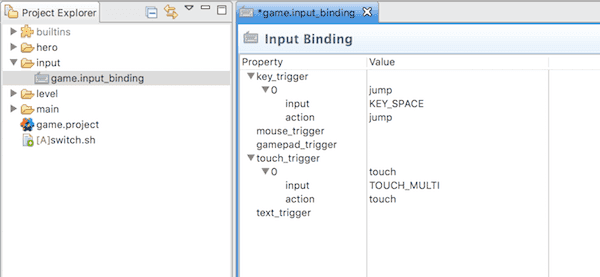 Project Explorer
builtins
hero
input
game.input_binding
level
main
game.project
[A]switch.sh
*game.input_binding
Input Binding
Property Value
key_trigger
0 jump
input KEY_SPACE
action jump
mouse_trigger
gamepad_trigger
touch_trigger
0 touch
input TOUCH_MULTI
action touch
text_trigger